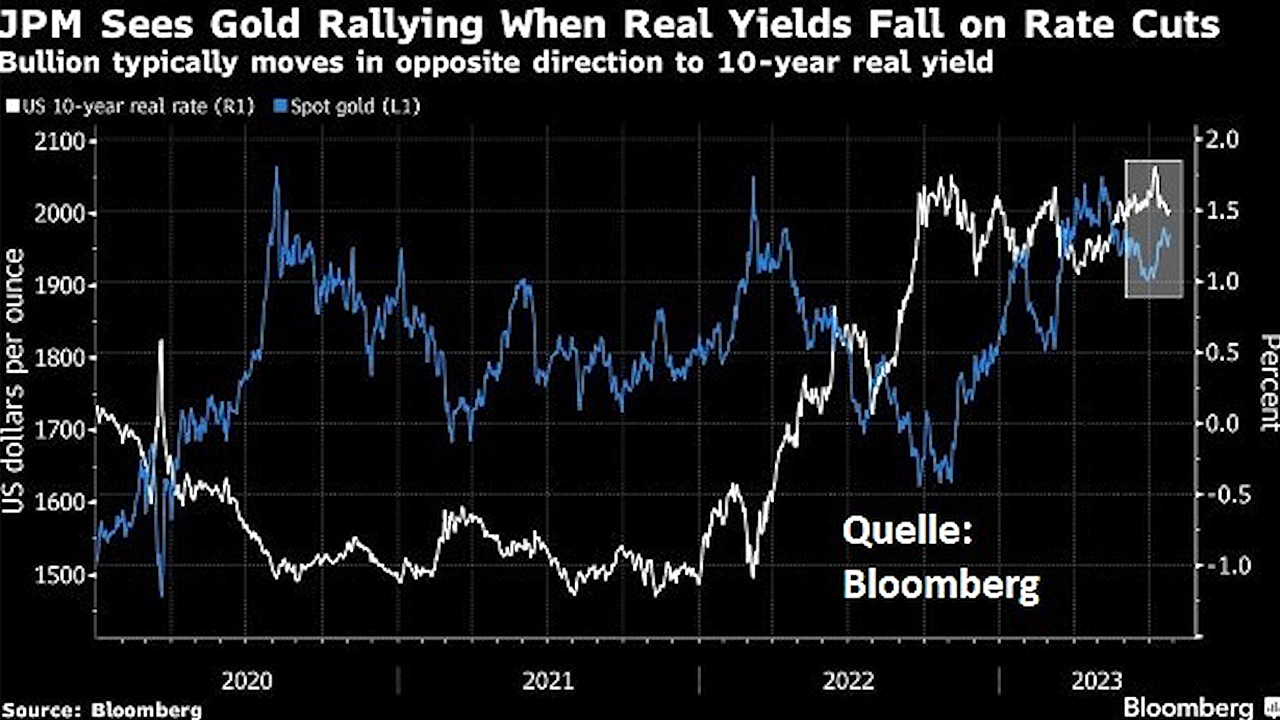 JPM Sees Gold Rallying When Real Yields Fall on Rate Cuts
Bullion typically moves in opposite direction to 10-year real yield
US 10-year real rate (R1) Spot gold (L1)
US dollars per ounce
2100
2000
1900
1800
1700
1600
1500
2.0
1.5
1.0
0.5
0.0
-0.5
-1.0
Percent
Quelle:
Bloomberg
2020 2021 2022 2023
Source: Bloomberg
Bloomberg